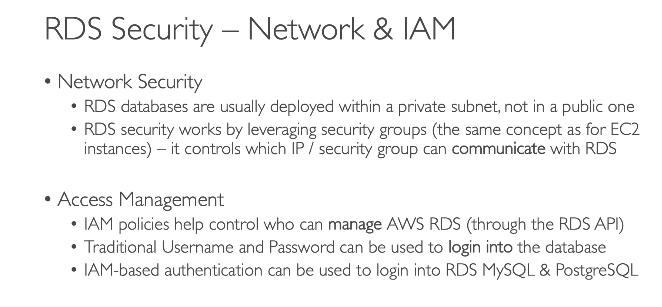 RDS Security – Network & IAM
• Network Security
• RDS databases are usually deployed within a private subnet, not in a public one
• RDS security works by leveraging security groups (the same concept as for EC2
instances) – it controls which IP / security group can communicate with RDS
• Access Management
• IAM policies help control who can manage AWS RDS (through the RDS API)
• Traditional Username and Password can be used to login into the database
• IAM-based authentication can be used to login into RDS MySQL & PostgreSQL